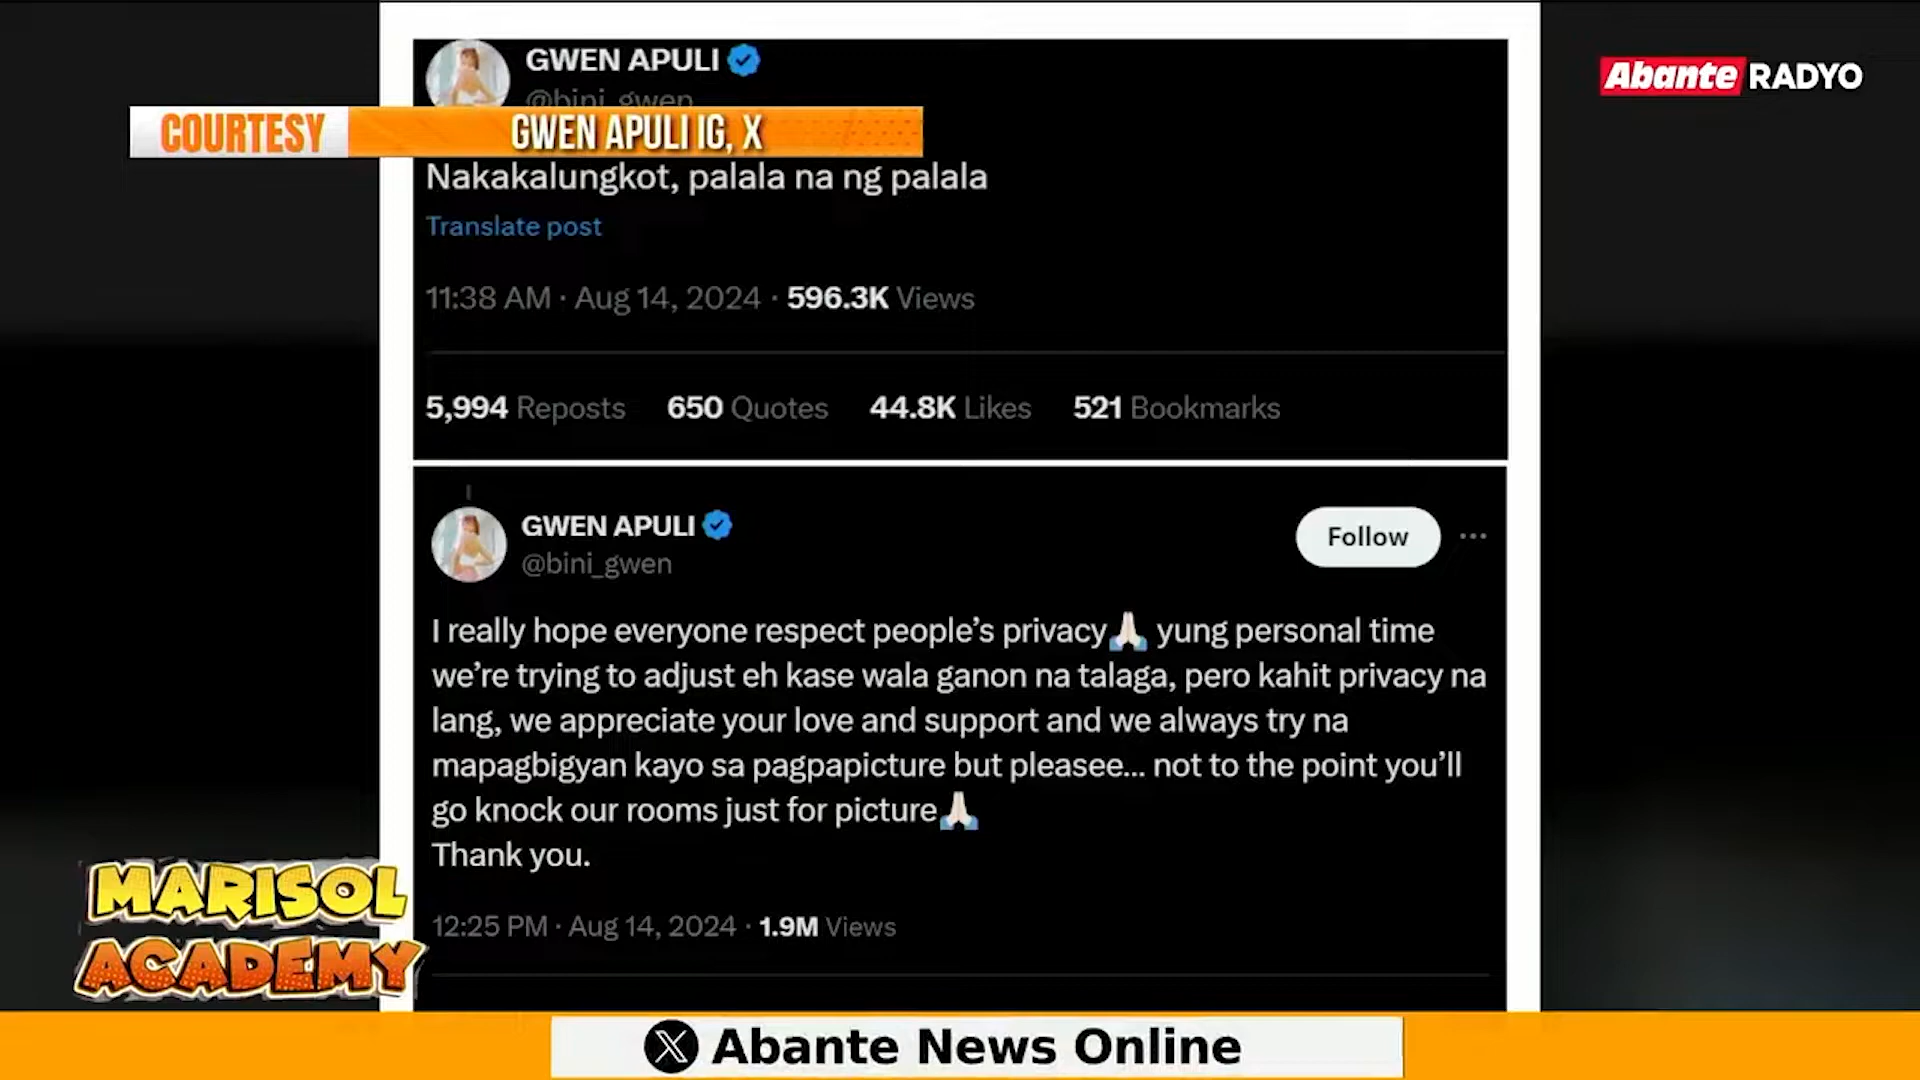 GWEN APULI
@bini_gwen
Abante RADYO
COURTESY GWEN APULI IG, X
Nakakalungkot, palala na ng palala
Translate post
11:38 AM · Aug 14, 2024 · 596.3K Views
5,994 Reposts 650 Quotes 44.8K Likes 521 Bookmarks
GWEN APULI
@bini_gwen
Follow ...
I really hope everyone respect people’s privacy🙏🏻 yung personal time
we’re trying to adjust eh kase wala ganon na talaga, pero kahit privacy na
lang, we appreciate your love and support and we always try na
mapagbigyan kayo sa pagpapicture but pleasee... not to the point you’ll
go knock our rooms just for picture🙏🏻
Thank you.
12:25 PM · Aug 14, 2024 · 1.9M Views
MARISOL
ACADEMY
X Abante News Online